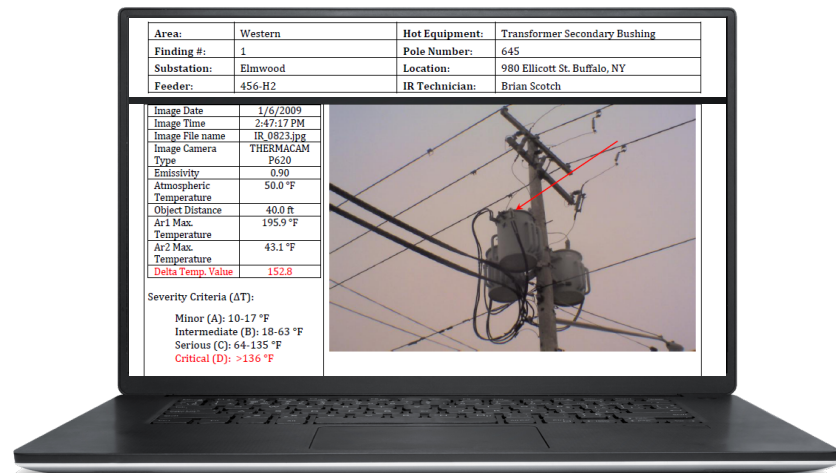 Area: Western Hot Equipment: Transformer Secondary Bushing
Finding #: 1 Pole Number: 645
Substation: Elmwood Location: 980 Ellicott St. Buffalo, NY
Feeder: 456-H2 IR Technician: Brian Scotch
Image Date 1/6/2009
Image Time 2:47:17 PM
Image File name IR_0823.jpg
Image Camera THERMACAM
Type P620
Emissivity 0.90
Atmospheric 50.0 °F
Temperature
Object Distance 40.0 ft
Ar1 Max. 195.9 °F
Temperature
Ar2 Max. 43.1 °F
Temperature
Delta Temp. Value 152.8
Severity Criteria (ΔT):
Minor (A): 10-17 °F
Intermediate (B): 18-63 °F
Serious (C): 64-135 °F
Critical (D): >136 °F